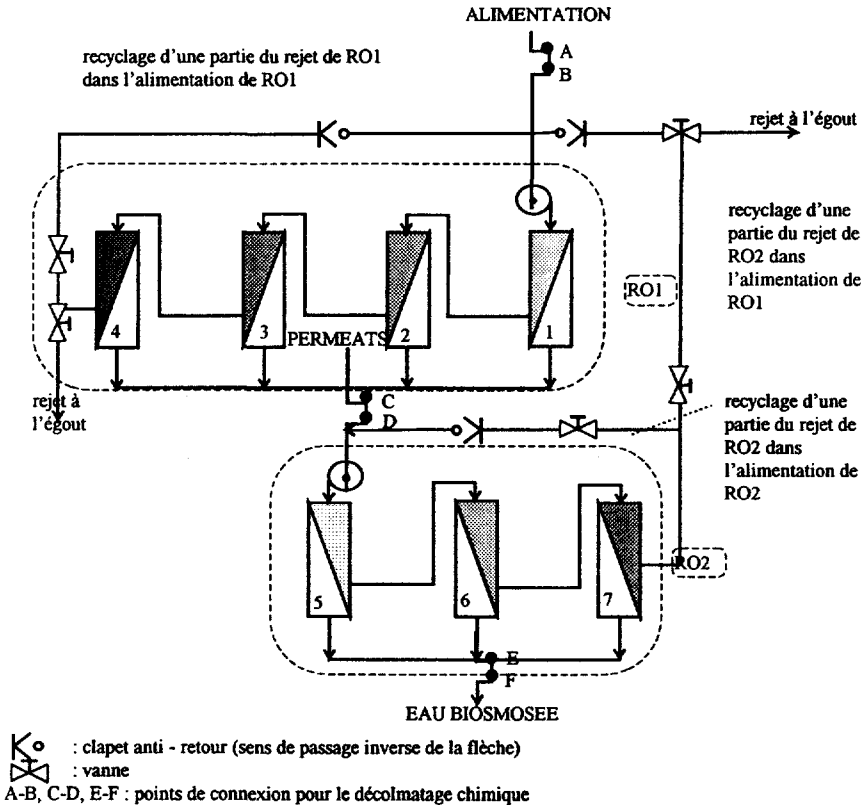 ALIMENTATION
recyclage d'une partie du rejet de RO1
dans l'alimentation de RO1
A
B
rejet à l'égout
recyclage d'une
partie du rejet de
RO2 dans
l'alimentation de
RO1
RO1
4
3
2
1
PERMEATS
rejet à
l'égout
C
D
recyclage d'une
partie du rejet de
RO2 dans
l'alimentation de
RO2
5
6
7
RO2
E
F
EAU BIOSMOSEE
: clapet anti - retour (sens de passage inverse de la flèche)
: vanne
A-B, C-D, E-F : points de connexion pour le décolmatage chimique